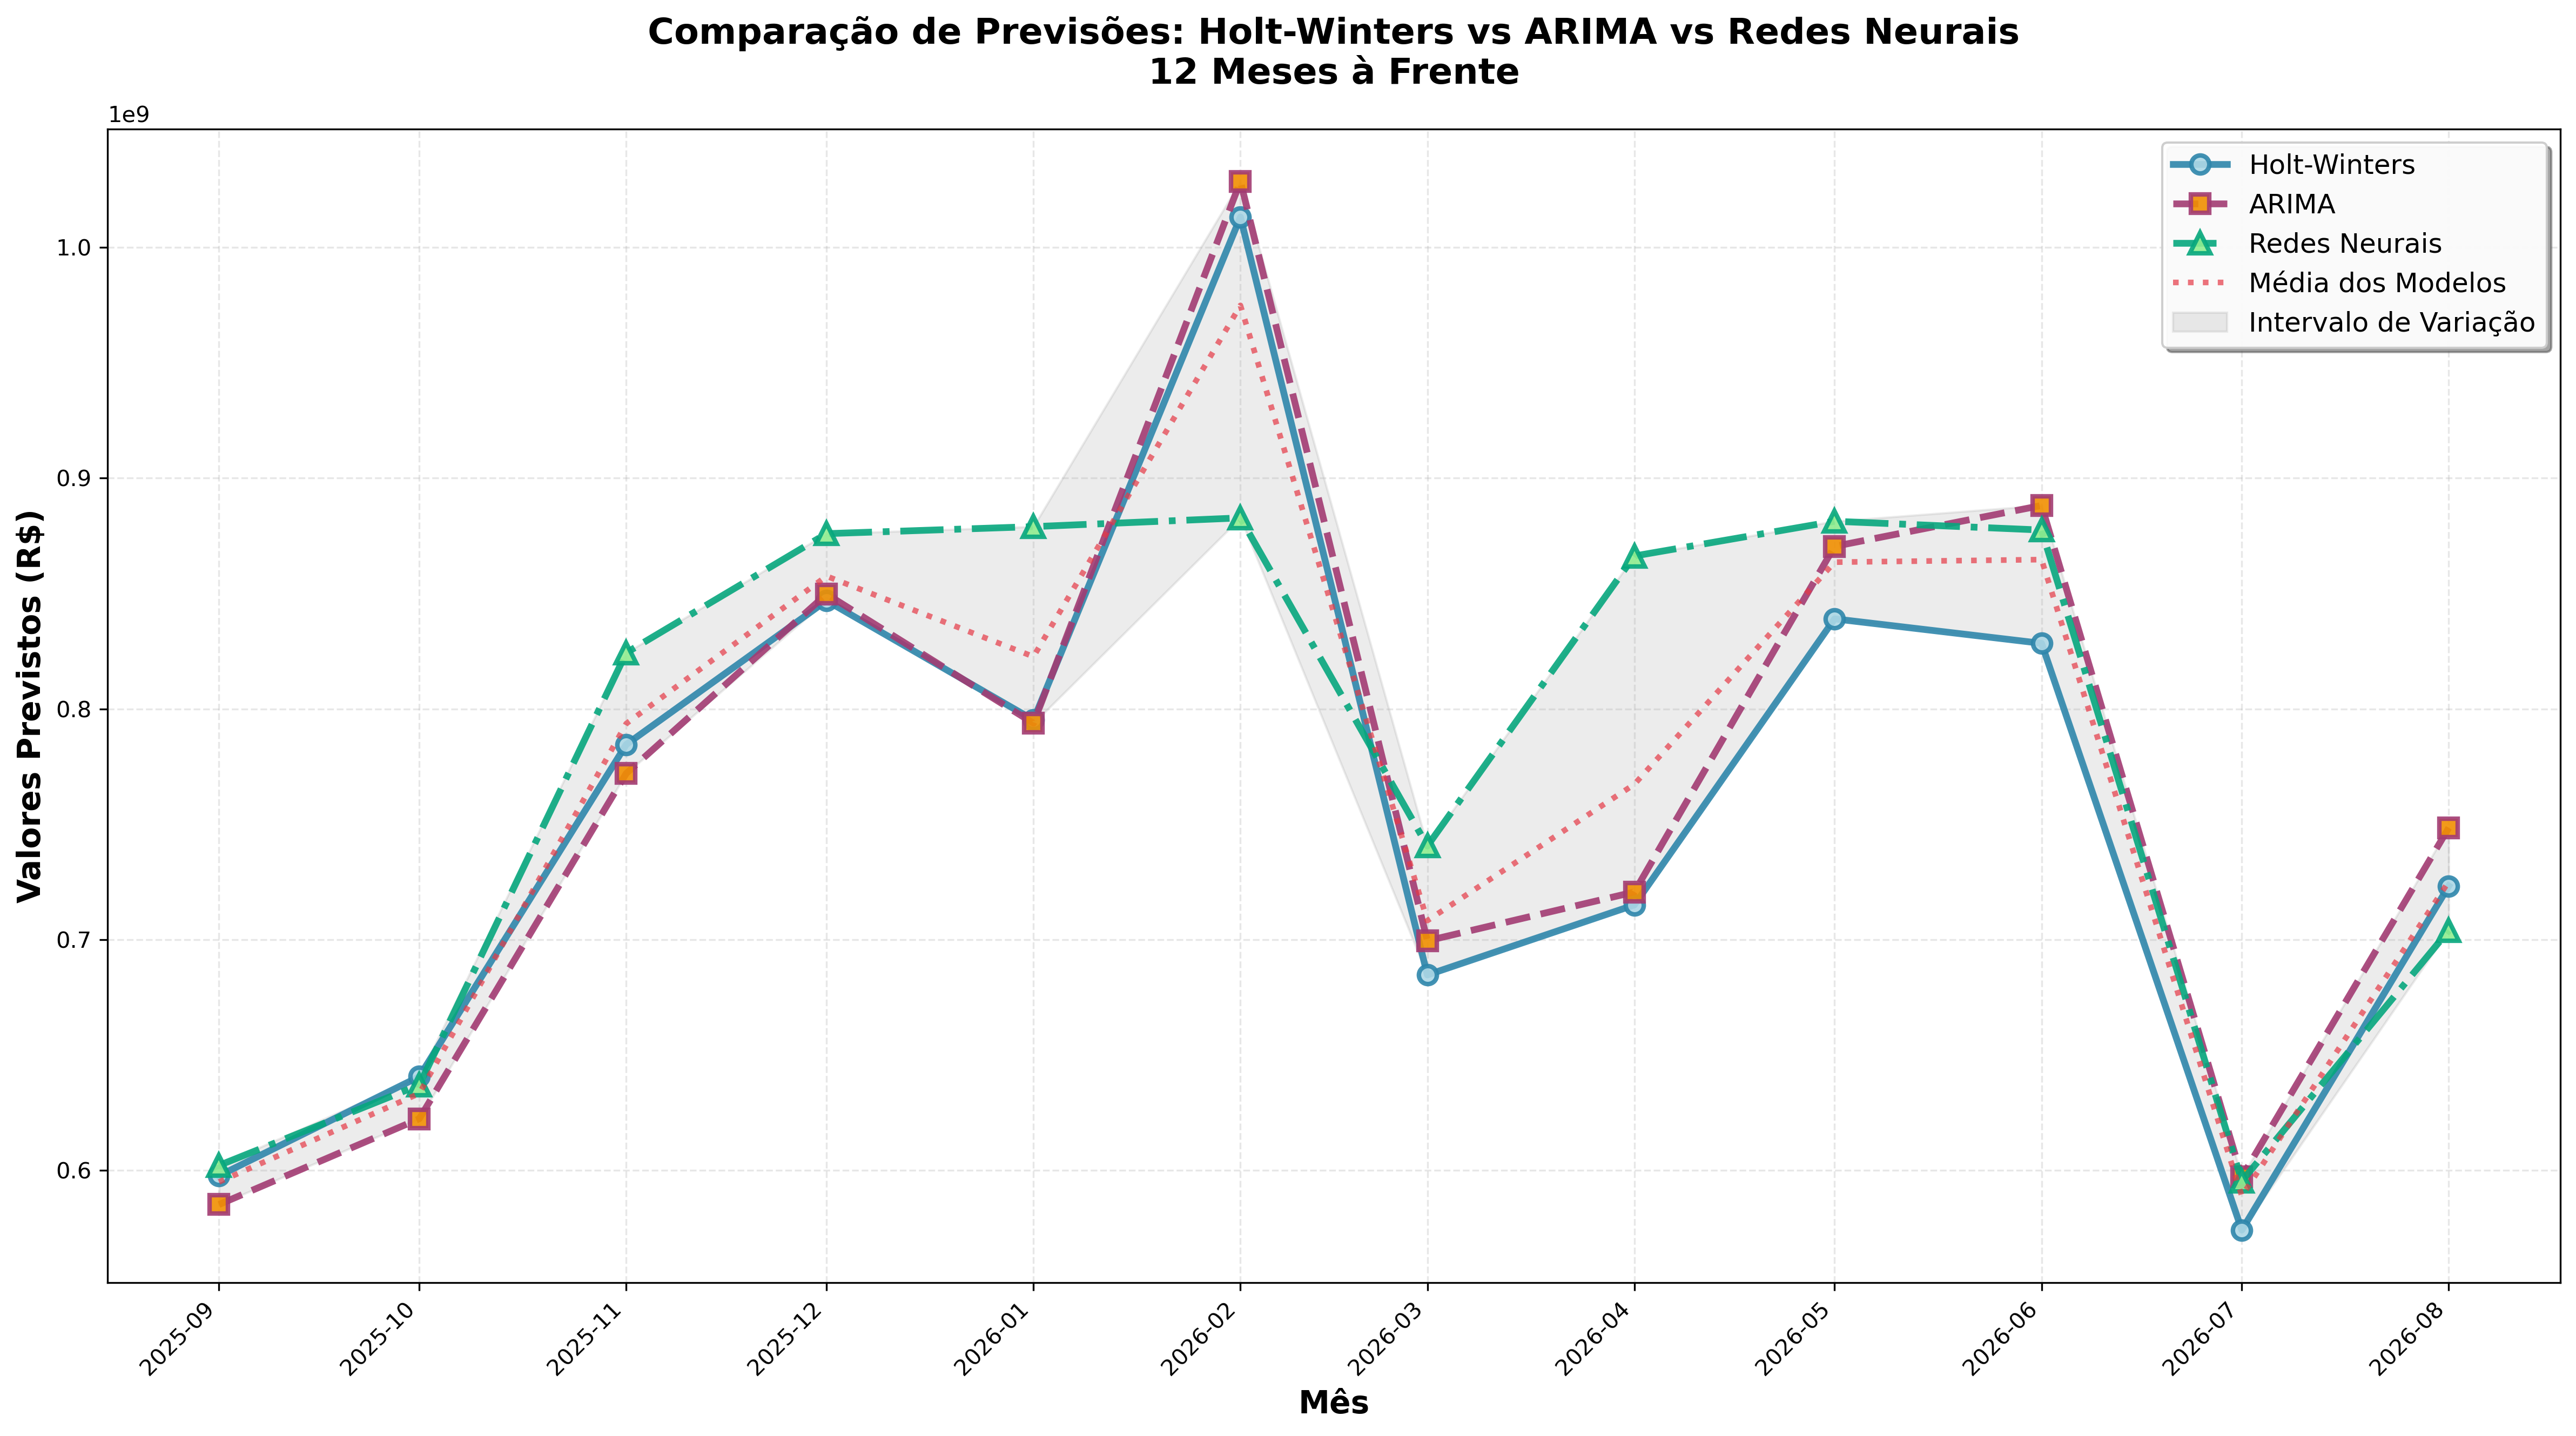 Comparação de Previsões: Holt-Winters vs ARIMA vs Redes Neurais
12 Meses à Frente
1e9
Holt-Winters
ARIMA
Redes Neurais
Média dos Modelos
Intervalo de Variação
Valores Previstos (R$)
1.0
0.9
0.8
0.7
0.6
2025-09
2025-10
2025-11
2025-12
2026-01
2026-02
2026-03
2026-04
2026-05
2026-06
2026-07
2026-08
Mês